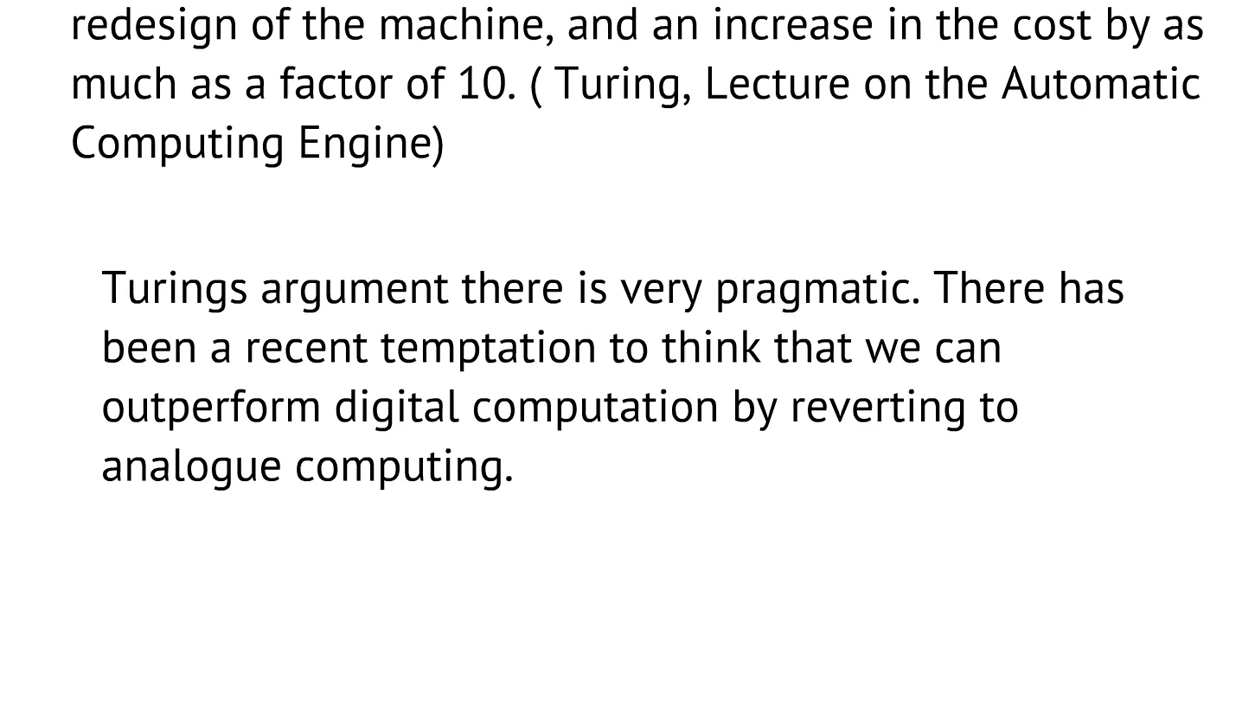 redesign of the machine, and an increase in the cost by as
much as a factor of 10. ( Turing, Lecture on the Automatic
Computing Engine)
Turings argument there is very pragmatic. There has
been a recent temptation to think that we can
outperform digital computation by reverting to
analogue computing.